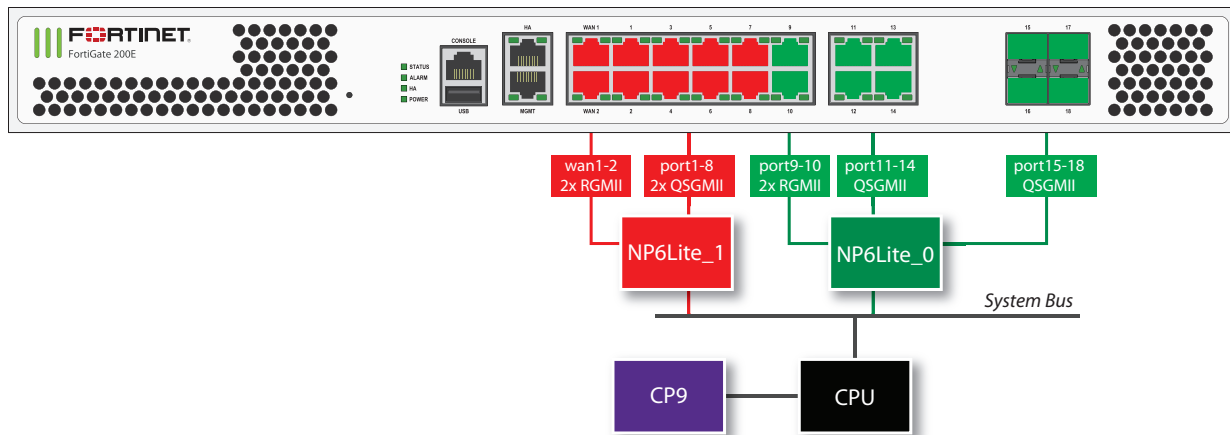 FORTINET
FortiGate 200E
CONSOLE
STATUS
ALARM
HA
POWER
USB
HA
MGMT
WAN 1 1 3 5 7 9
WAN 2 2 4 6 8 10
11 13
12 14
15 17
16 18
wan1-2
2x RGMII
port1-8
2x QSGMII
port9-10
2x RGMII
port11-14
QSGMII
port15-18
QSGMII
NP6Lite_1
NP6Lite_0
System Bus
CP9
CPU